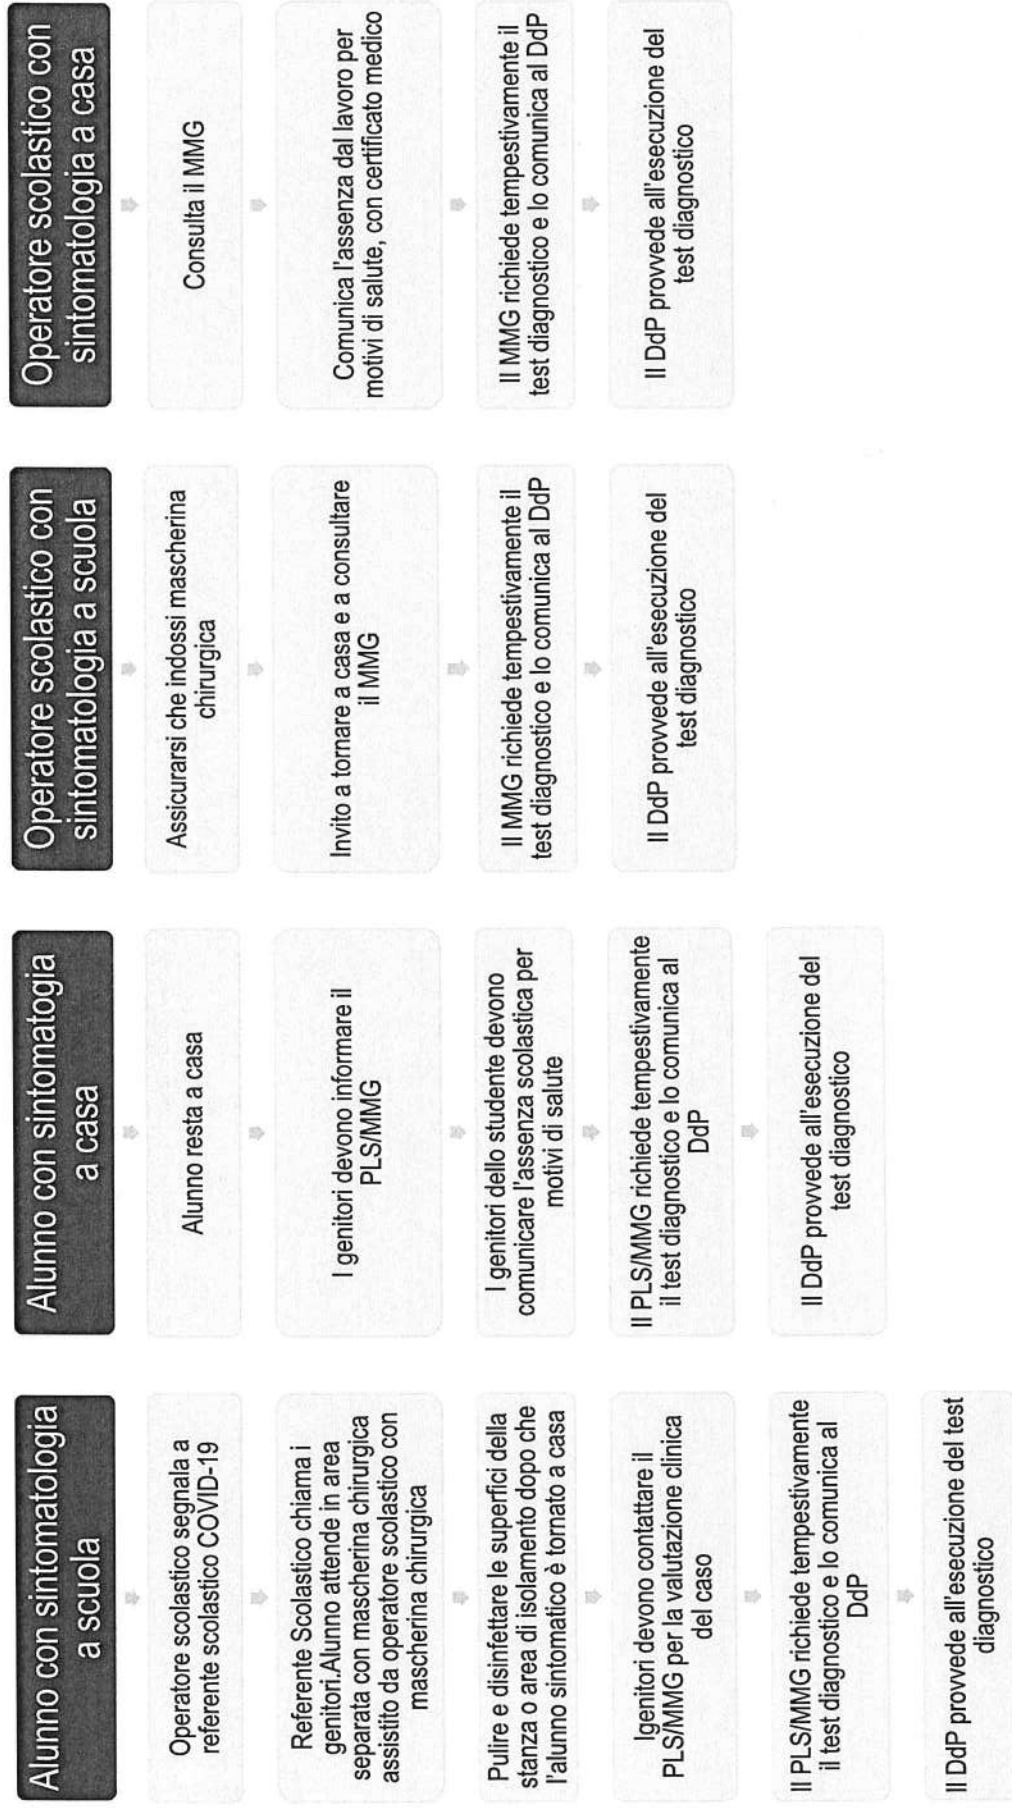 Alunno con sintomatologia
a scuola
Operatore scolastico segnala a
referente scolastico COVID-19
Referente Scolastico chiama i
genitori.Alunno attende in area
separata con mascherina chirurgica
assistito da operatore scolastico con
mascherina chirurgica
Pulire e disinfettare le superfici della
stanza o area di isolamento dopo che
l'alunno sintomatico è tornato a casa
Igenitori devono contattare il
PLS/MMG per la valutazione clinica
del caso
Il PLS/MMG richiede tempestivamente
il test diagnostico e lo comunica al
DdP
Il DdP provvede all'esecuzione del test
diagnostico
Alunno con sintomatogia
a casa
Alunno resta a casa
I genitori devono informare il
PLS/MMG
I genitori dello studente devono
comunicare l'assenza scolastica per
motivi di salute
Il PLS/MMG richiede tempestivamente
il test diagnostico e lo comunica al
DdP
Il DdP provvede all'esecuzione del
test diagnostico
Operatore scolastico con
sintomatologia a scuola
Assicurarsi che indossi mascherina
chirurgica
Invito a tornare a casa e a consultare
il MMG
Il MMG richiede tempestivamente il
test diagnostico e lo comunica al DdP
Il DdP provvede all'esecuzione del
test diagnostico
Operatore scolastico con
sintomatologia a casa
Consulta il MMG
Comunica l'assenza dal lavoro per
motivi di salute, con certificato medico
Il MMG richiede tempestivamente il
test diagnostico e lo comunica al DdP
Il DdP provvede all'esecuzione del
test diagnostico